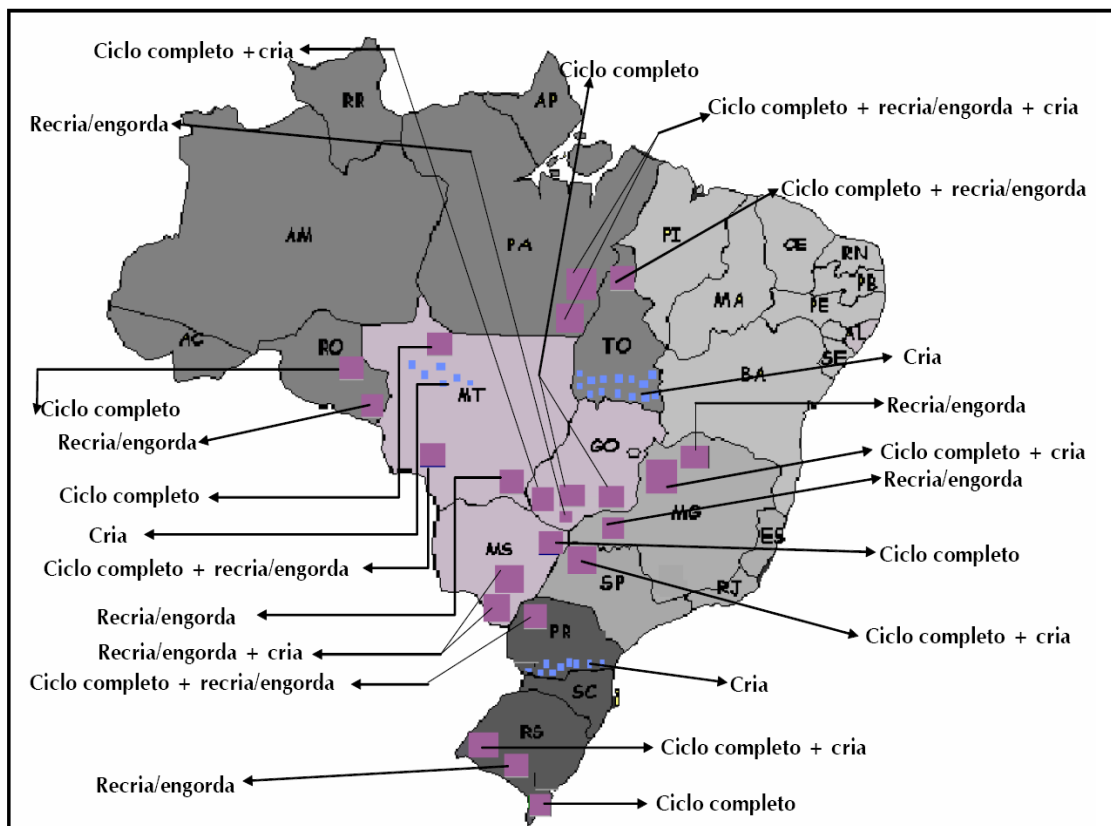 Ciclo completo + cria
Ciclo completo
RR
AP
Ciclo completo + recria/engorda + cria
Recria/engorda
Ciclo completo + recria/engorda
AM
PA
PI
CE
RN
PB
MA
PE
AC
RO
TO
AL
SE
Cria
MT
BA
Ciclo completo
Recria/engorda
Recria/engorda
GO
Ciclo completo + cria
Recria/engorda
Ciclo completo
MG
Cria
ES
MS
Ciclo completo
Ciclo completo + recria/engorda
SP
RJ
Recria/engorda
PR
Ciclo completo + cria
Recria/engorda + cria
Ciclo completo + recria/engorda
Cria
SC
RS
Ciclo completo + cria
Recria/engorda
Ciclo completo